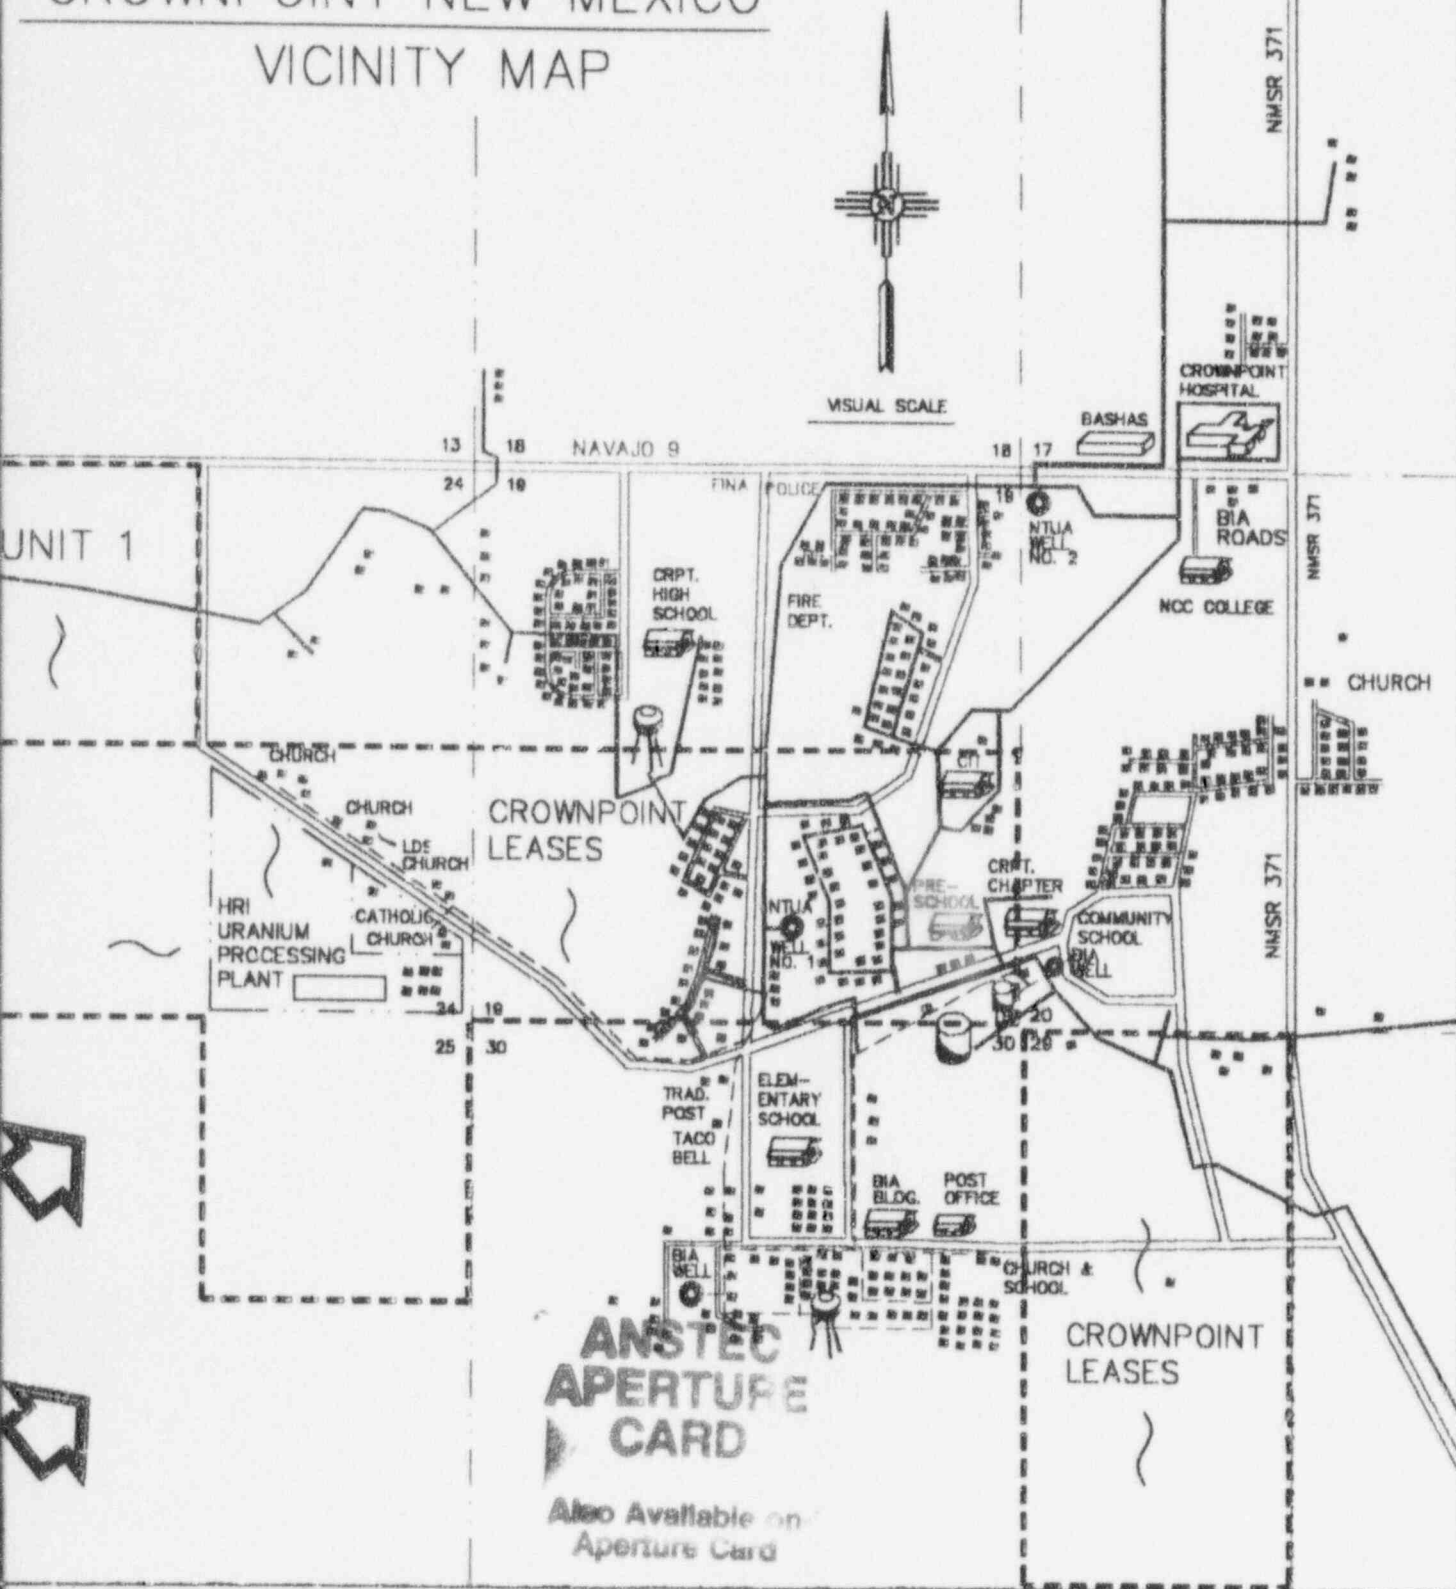 CROWNPOINT NEW MEXICO
VICINITY MAP
NMSR 371
VISUAL SCALE
CROWNPOINT
HOSPITAL
BASHAS
13
18
NAVAJO 9
18
17
24
19
FINA
POLICE
19
NTUA
WELL
NO. 2
BIA
ROADS
NMSR 371
UNIT 1
CRPT.
HIGH
SCHOOL
FIRE
DEPT.
NCC COLLEGE
CHURCH
CHURCH
CHURCH
LDS
CHURCH
CROWNPOINT
LEASES
CIT
CRPT.
CHAPTER
PRE-
SCHOOL
NMSR 371
HRI
URANIUM
PROCESSING
PLANT
CATHOLIC
CHURCH
NTUA
WELL
NO. 1
COMMUNITY
SCHOOL
BIA
WELL
24
19
20
25
30
30
29
TRAD.
POST
TACO
BELL
ELEM-
ENTARY
SCHOOL
BIA
BLDG.
POST
OFFICE
BIA
WELL
CHURCH &
SCHOOL
CROWNPOINT
LEASES
ANSTEC
APERTURE
CARD
Also Available on
Aperture Card